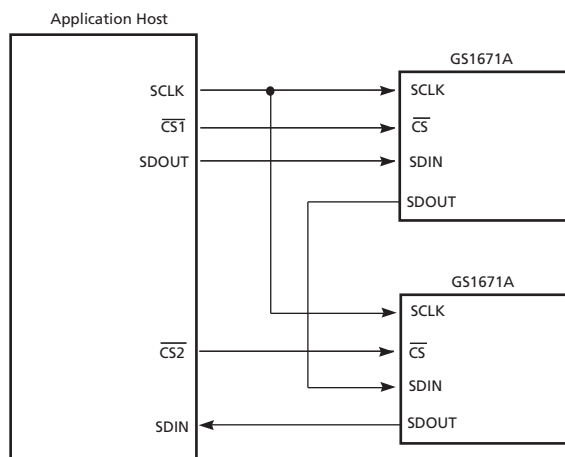 Application Host
GS1671A
SCLK
SCLK
CS1
CS
SDOUT
SDIN
SDOUT
GS1671A
SCLK
CS2
CS
SDIN
SDOUT
SDIN